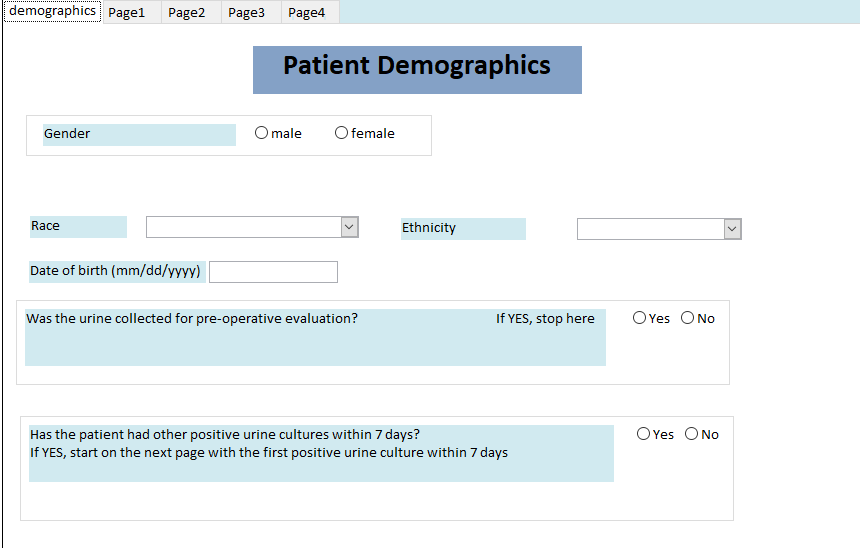 demographics Page1 Page2 Page3 Page4
Patient Demographics
Gender male female
Race Ethnicity
Date of birth (mm/dd/yyyy)
Was the urine collected for pre-operative evaluation? If YES, stop here Yes No
Has the patient had other positive urine cultures within 7 days? Yes No
If YES, start on the next page with the first positive urine culture within 7 days